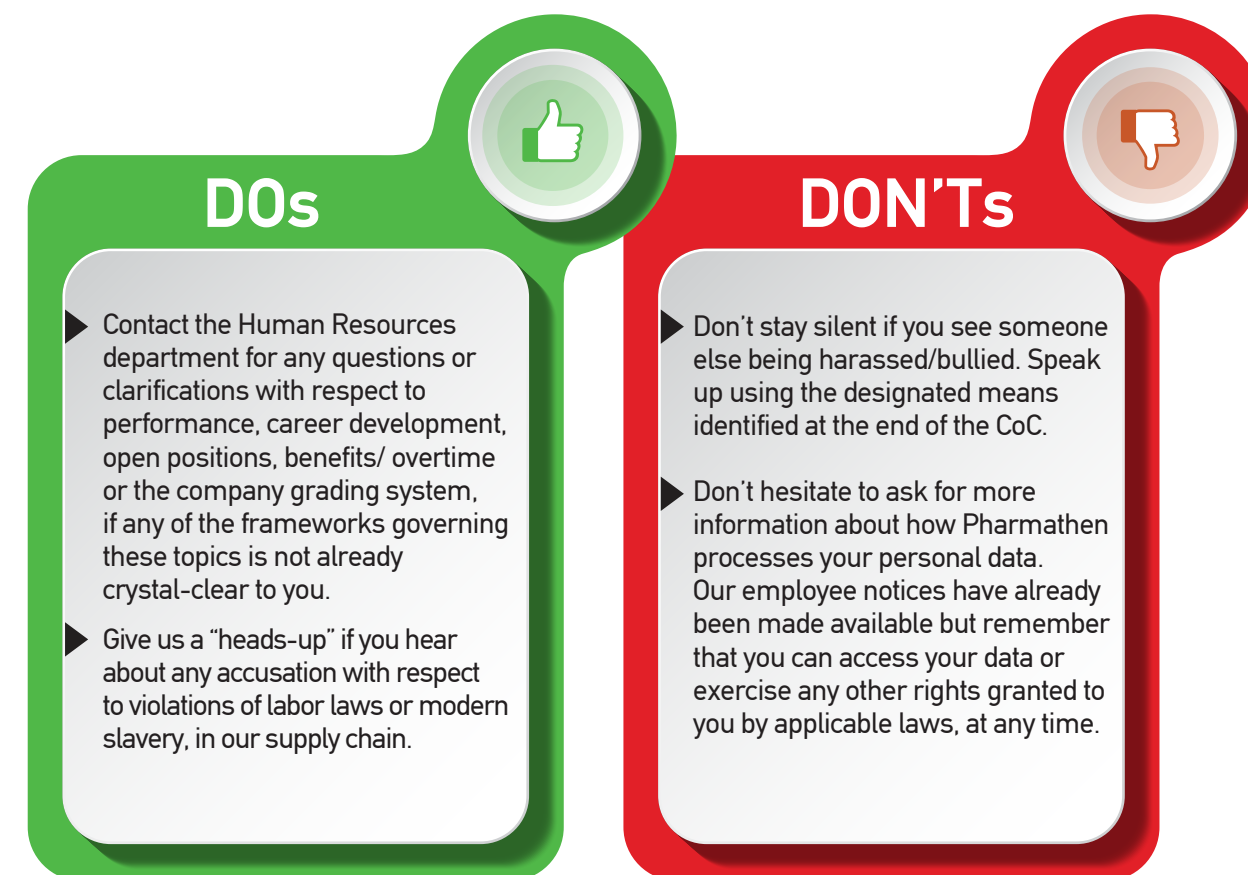 DOs
Contact the Human Resources
department for any questions or
clarifications with respect to
performance, career development,
open positions, benefits/ overtime
or the company grading system,
if any of the frameworks governing
these topics is not already
crystal-clear to you.
Give us a “heads-up” if you hear
about any accusation with respect
to violations of labor laws or modern
slavery, in our supply chain.
DON’Ts
Don’t stay silent if you see someone
else being harassed/bullied. Speak
up using the designated means
identified at the end of the CoC.
Don’t hesitate to ask for more
information about how Pharmathen
processes your personal data.
Our employee notices have already
been made available but remember
that you can access your data or
exercise any other rights granted to
you by applicable laws, at any time.